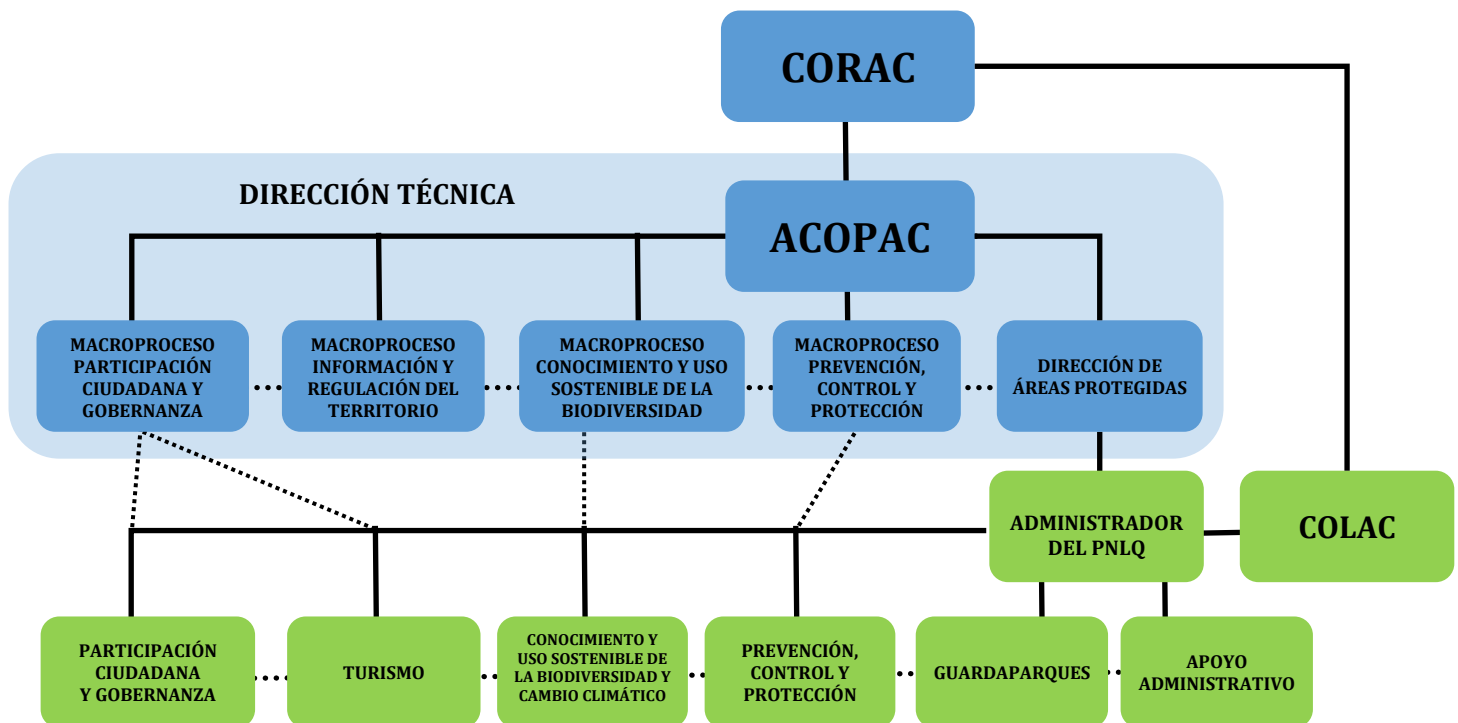 CORAC
DIRECCIÓN TÉCNICA
ACOPAC
MACROPROCESO
PARTICIPACIÓN
CIUDADANA Y
GOBERNANZA
MACROPROCESO
INFORMACIÓN Y
REGULACIÓN DEL
TERRITORIO
MACROPROCESO
CONOCIMIENTO Y USO
SOSTENIBLE DE LA
BIODIVERSIDAD
MACROPROCESO
PREVENCIÓN,
CONTROL Y
PROTECCIÓN
DIRECCIÓN DE
ÁREAS PROTEGIDAS
ADMINISTRADOR
DEL PNLQ
COLAC
PARTICIPACIÓN
CIUDADANA
Y GOBERNANZA
TURISMO
CONOCIMIENTO Y
USO SOSTENIBLE DE
LA BIODIVERSIDAD Y
CAMBIO CLIMÁTICO
PREVENCIÓN,
CONTROL Y
PROTECCIÓN
GUARDAPARQUES
APOYO
ADMINISTRATIVO